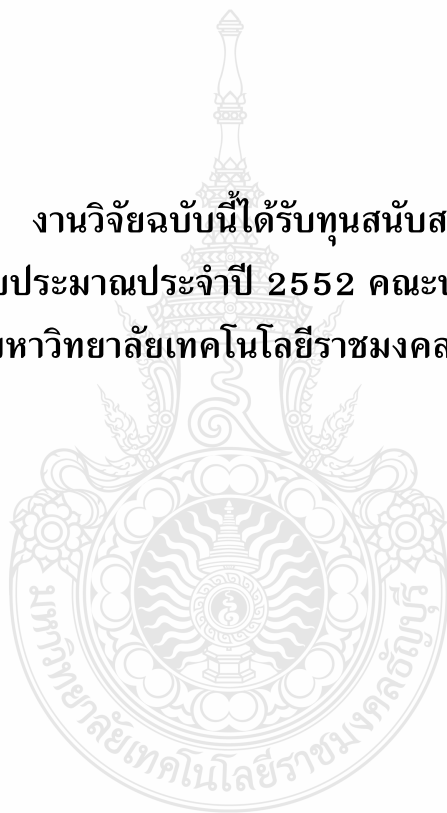 งานวิจัยฉบับนี้ได้รับทุนสนับส
ประมาณประจำปี 2552 คณะ
มหาวิทยาลัยเทคโนโลยีราชมงคล
มหาวิทยาลัยเทคโนโลยีราชมงคลธัญบุรี